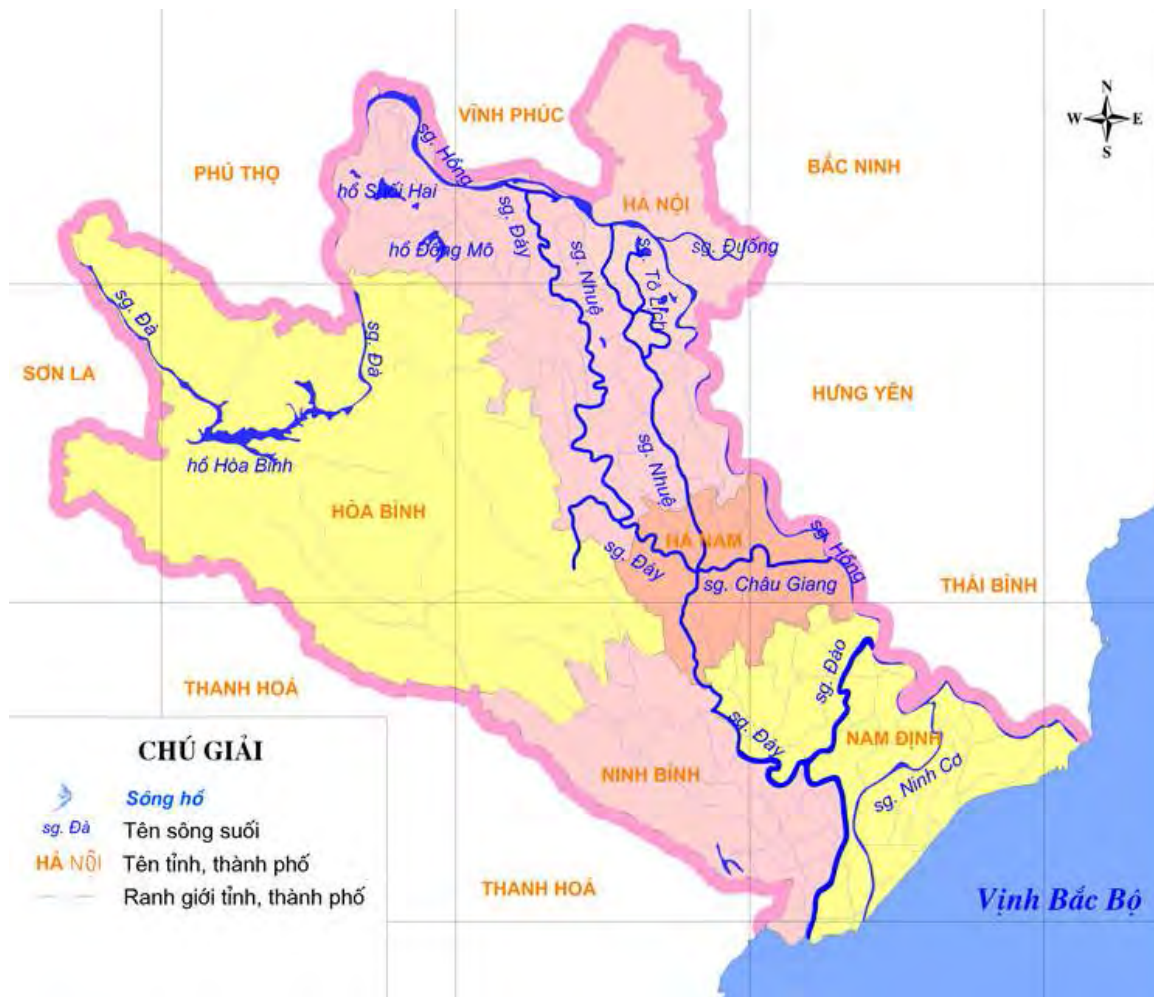 VĨNH PHÚC
N
W
E
S
PHÚ THỌ
BẮC NINH
sg. Hồng
hồ Suối Hai
HÀ NỘI
sg. Đáy
hồ Đồng Mô
sg. Đuống
sg. Nhuệ
sg. Tô Lịch
sg. Đà
sg. Đà
SƠN LA
HƯNG YÊN
hồ Hòa Bình
sg. Nhuệ
HÒA BÌNH
HÀ NAM
sg. Hồng
sg. Đáy
sg. Châu Giang
THÁI BÌNH
sg. Đào
THANH HOÁ
sg. Đáy
NAM ĐỊNH
NINH BÌNH
sg. Ninh Cơ
THANH HOÁ
Vịnh Bắc Bộ
CHÚ GIẢI
Sông hồ
sg. Đà
Tên sông suối
HÀ NỘI
Tên tỉnh, thành phố
Ranh giới tỉnh, thành phố